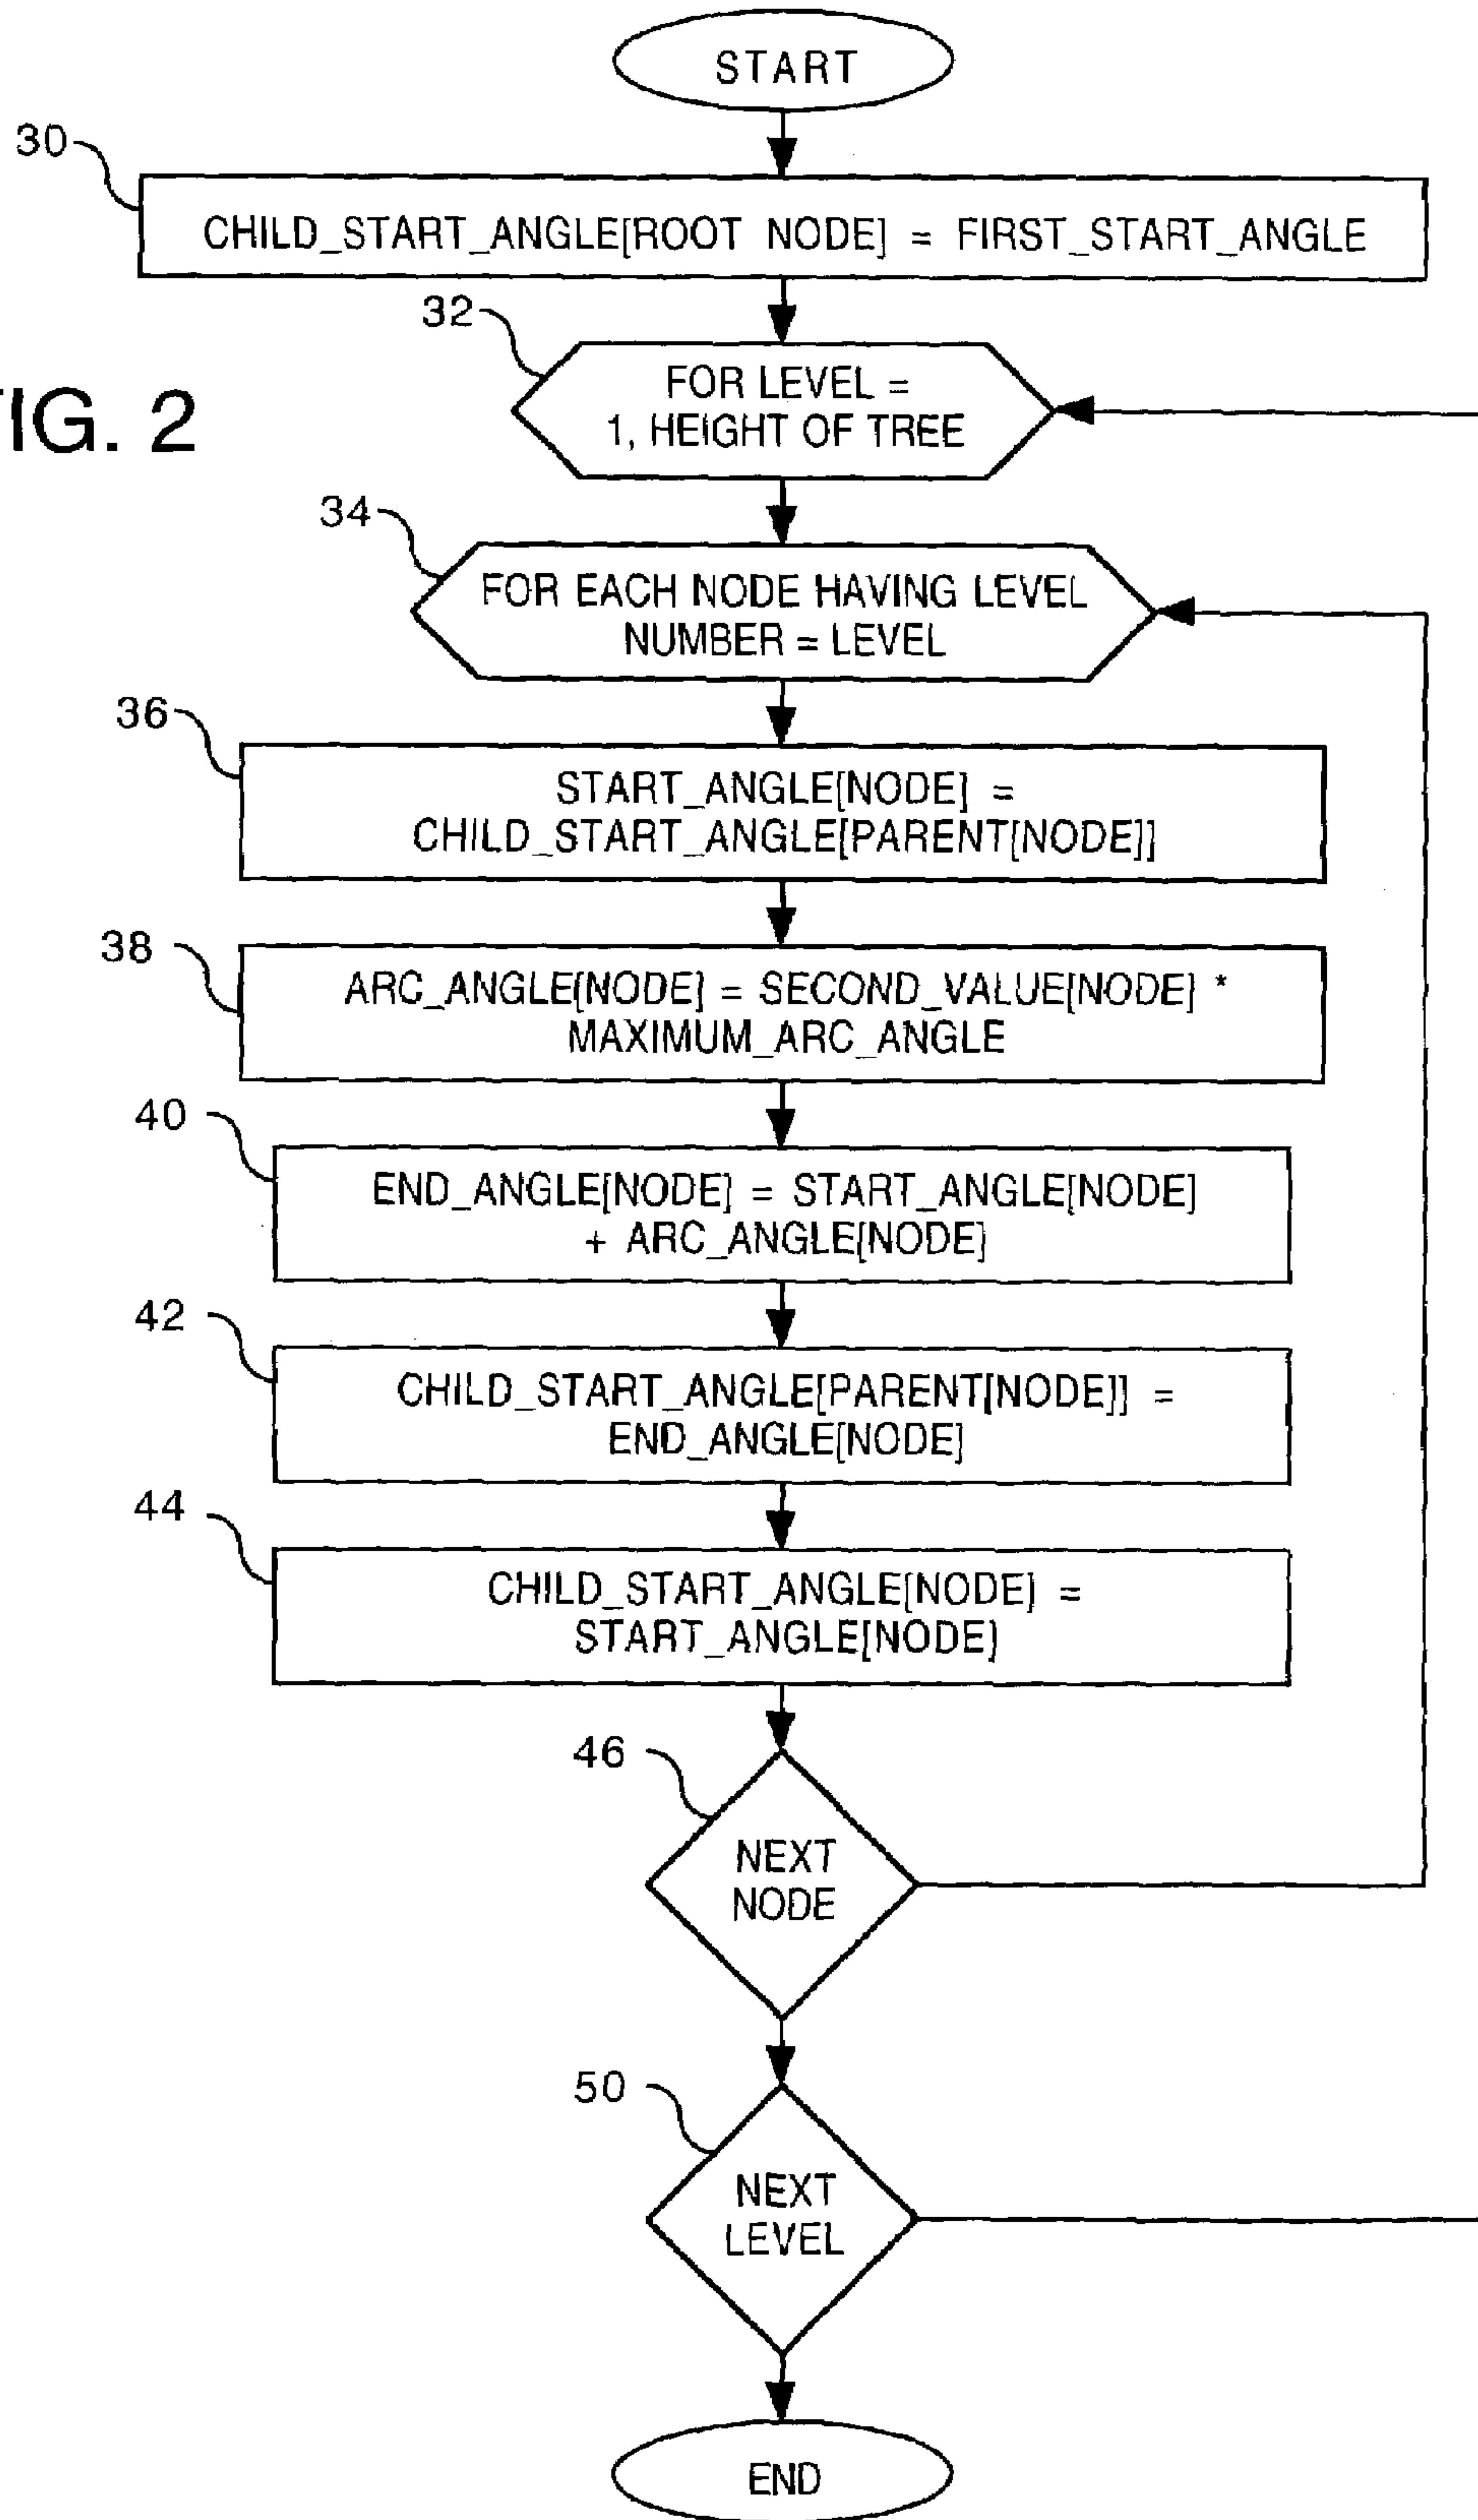 START
30
CHILD_START_ANGLE[ROOT NODE] = FIRST_START_ANGLE
32
FOR LEVEL =
1, HEIGHT OF TREE
FIG. 2
34
FOR EACH NODE HAVING LEVEL
NUMBER = LEVEL
36
START_ANGLE[NODE] =
CHILD_START_ANGLE[PARENT[NODE]]
38
ARC_ANGLE[NODE] = SECOND_VALUE[NODE] *
MAXIMUM_ARC_ANGLE
40
END_ANGLE[NODE] = START_ANGLE[NODE]
+ ARC_ANGLE[NODE]
42
CHILD_START_ANGLE[PARENT[NODE]] =
END_ANGLE[NODE]
44
CHILD_START_ANGLE[NODE] =
START_ANGLE[NODE]
46
NEXT
NODE
50
NEXT
LEVEL
END